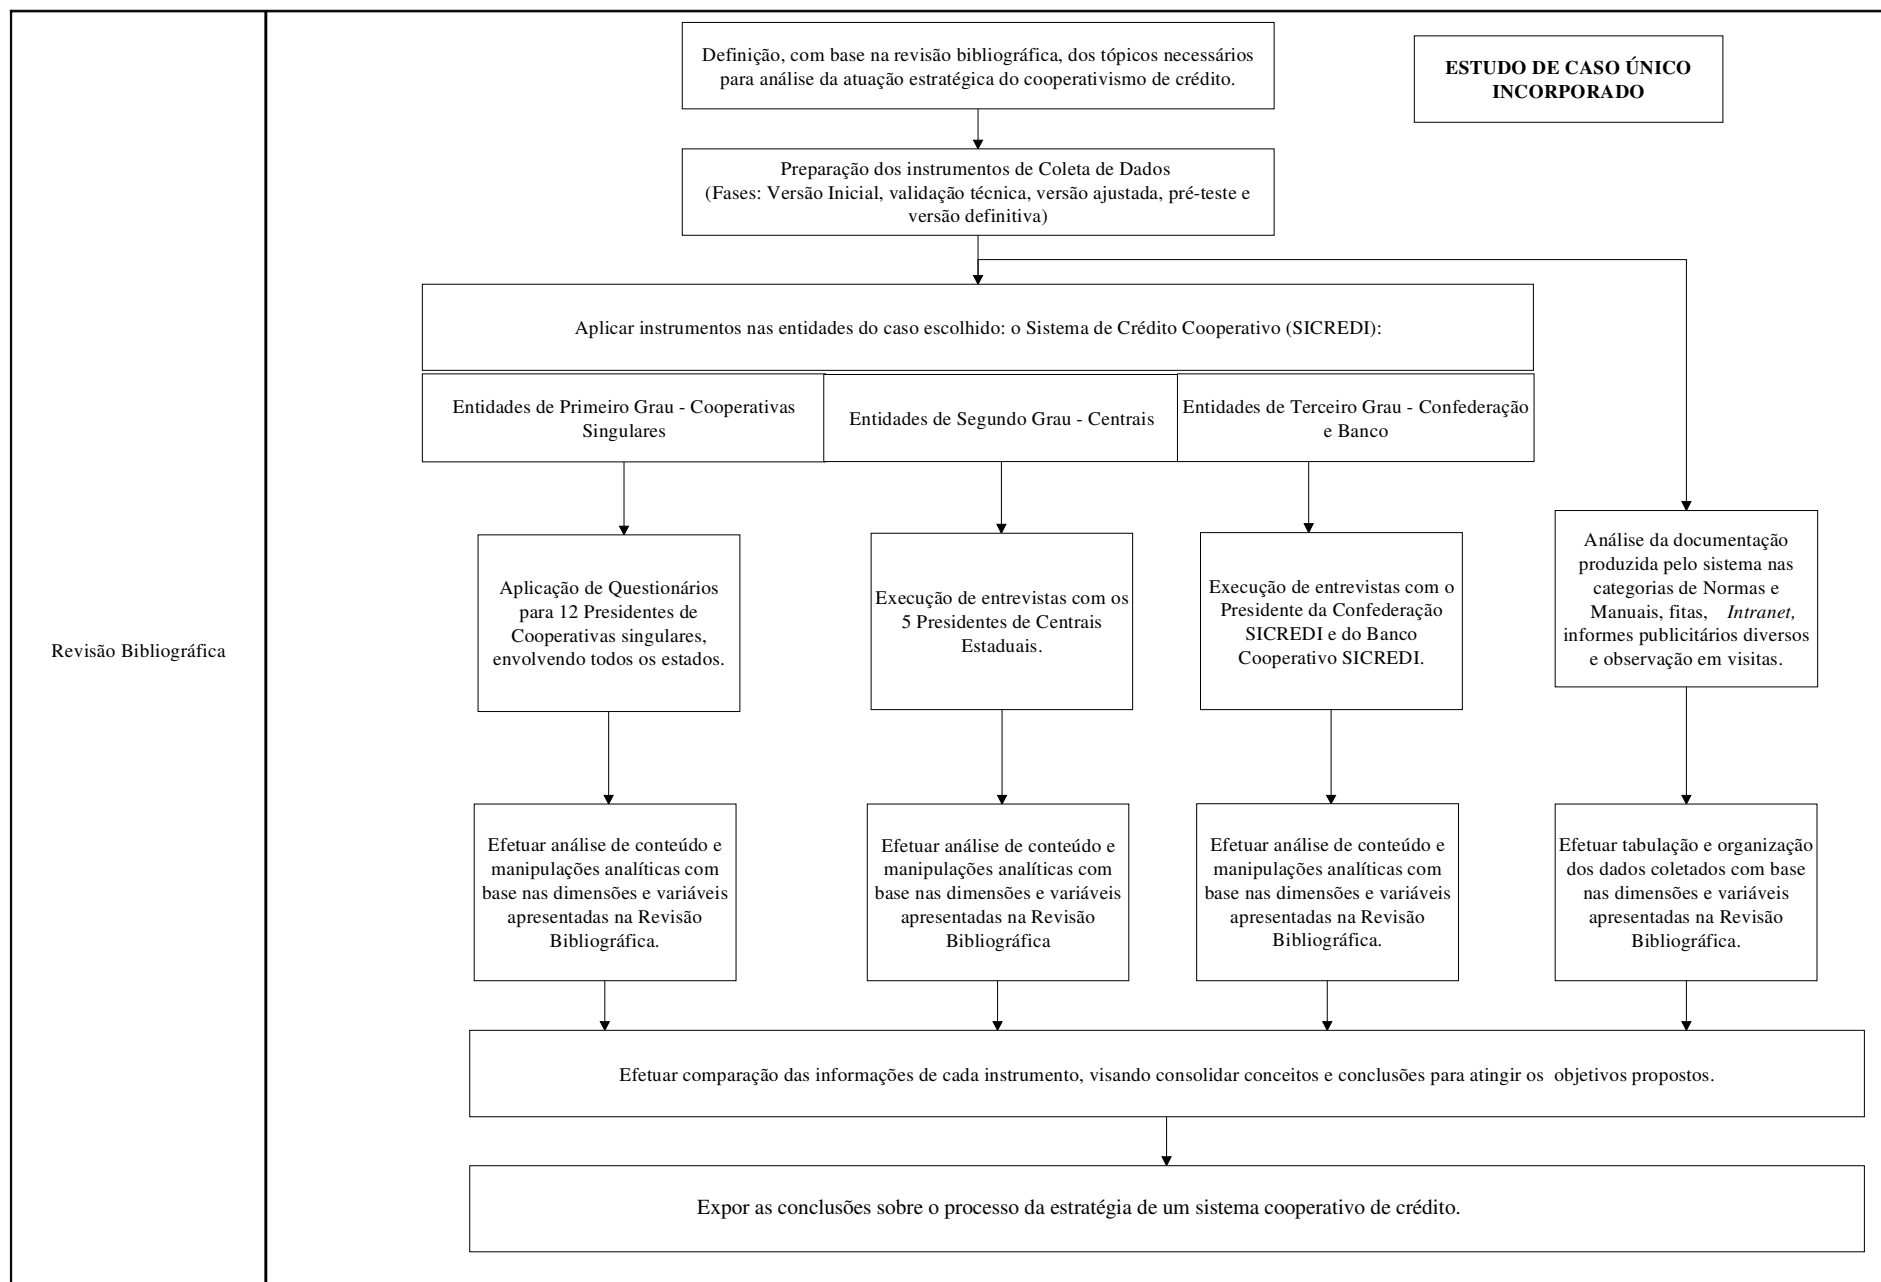 Definição, com base na revisão bibliográfica, dos tópicos necessários
para análise da atuação estratégica do cooperativismo de crédito.
ESTUDO DE CASO ÚNICO
INCORPORADO
Preparação dos instrumentos de Coleta de Dados
(Fases: Versão Inicial, validação técnica, versão ajustada, pré-teste e
versão definitiva)
Aplicar instrumentos nas entidades do caso escolhido: o Sistema de Crédito Cooperativo (SICREDI):
Entidades de Primeiro Grau - Cooperativas
Singulares
Entidades de Segundo Grau - Centrais
Entidades de Terceiro Grau - Confederação
e Banco
Revisão Bibliográfica
Aplicação de Questionários
para 12 Presidentes de
Cooperativas singulares,
envolvendo todos os estados.
Execução de entrevistas com os
5 Presidentes de Centrais
Estaduais.
Execução de entrevistas com o
Presidente da Confederação
SICREDI e do Banco
Cooperativo SICREDI.
Análise da documentação
produzida pelo sistema nas
categorias de Normas e
Manuais, fitas, Intranet,
informes publicitários diversos
e observação em visitas.
Efetuar análise de conteúdo e
manipulações analíticas com
base nas dimensões e variáveis
apresentadas na Revisão
Bibliográfica.
Efetuar análise de conteúdo e
manipulações analíticas com
base nas dimensões e variáveis
apresentadas na Revisão
Bibliográfica
Efetuar análise de conteúdo e
manipulações analíticas com
base nas dimensões e variáveis
apresentadas na Revisão
Bibliográfica.
Efetuar tabulação e organização
dos dados coletados com base
nas dimensões e variáveis
apresentadas na Revisão
Bibliográfica.
Efetuar comparação das informações de cada instrumento, visando consolidar conceitos e conclusões para atingir os objetivos propostos.
Expor as conclusões sobre o processo da estratégia de um sistema cooperativo de crédito.